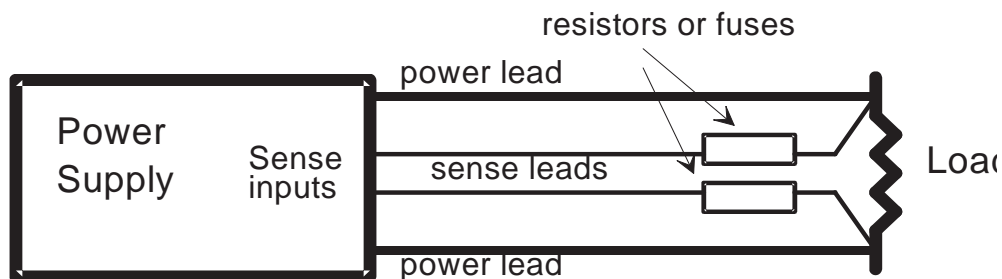 resistors or fuses
power lead
Power
Supply
Sense
inputs
sense leads
Load
power lead